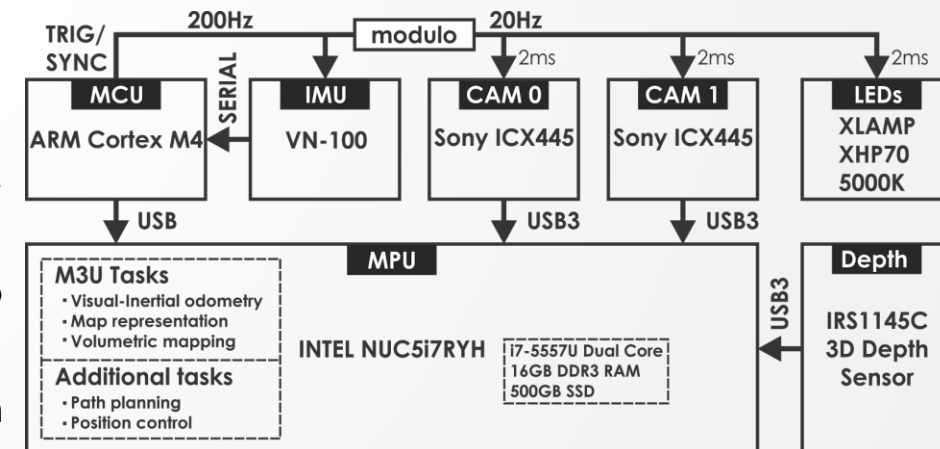 200Hz
20Hz
TRIG/
SYNC
modulo
2ms
2ms
2ms
MCU
ARM Cortex M4
SERIAL
IMU
VN-100
CAM 0
Sony ICX445
CAM 1
Sony ICX445
LEDs
XLAMP
XHP70
5000K
USB
USB3
USB3
MPU
M3U Tasks
· Visual-Inertial odometry
· Map representation
· Volumetric mapping
Additional tasks
· Path planning
· Position control
INTEL NUC5i7RYH
i7-5557U Dual Core
16GB DDR3 RAM
500GB SSD
USB3
Depth
IRS1145C
3D Depth
Sensor